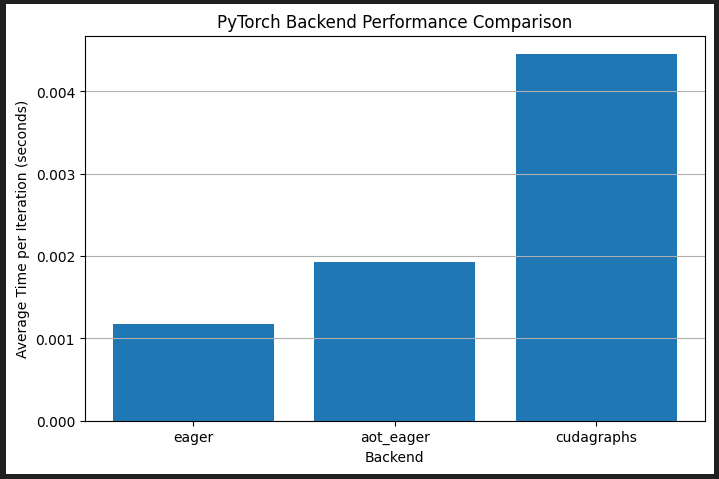 PyTorch Backend Performance Comparison
Average Time per Iteration (seconds)
0.004
0.003
0.002
0.001
0.000
eager aot_eager cudagraphs
Backend